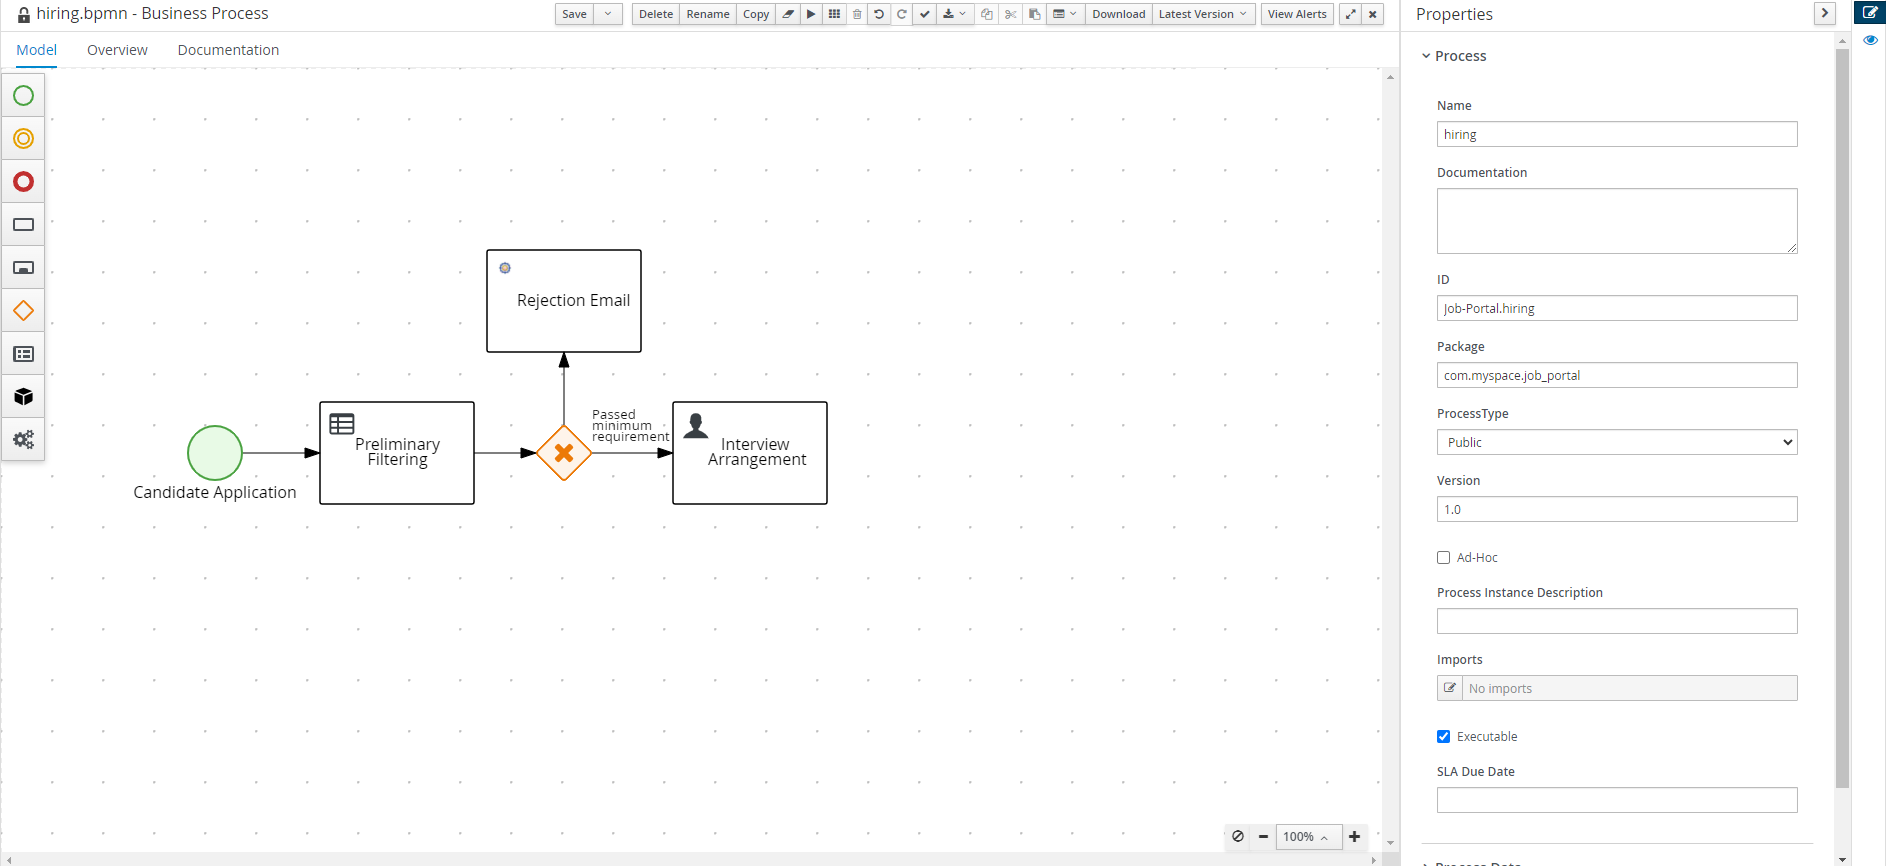 hiring.bpmn - Business Process
Save
Delete
Rename
Copy
Download
Latest Version
View Alerts
Model
Overview
Documentation
Rejection Email
Passed
minimum
requirement
Preliminary
Filtering
Interview
Arrangement
Candidate Application
100%
Properties
Process
Name
hiring
Documentation
ID
Job-Portal.hiring
Package
com.myspace.job_portal
ProcessType
Public
Version
1.0
Ad-Hoc
Process Instance Description
Imports
No imports
Executable
SLA Due Date
Process Data